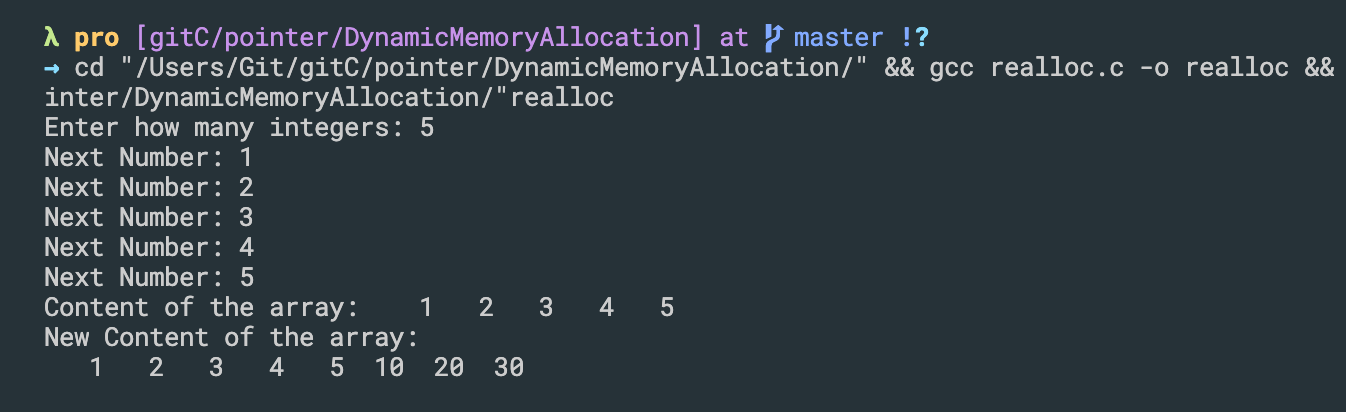 λ pro [gitC/pointer/DynamicMemoryAllocation] at master !?
→ cd "/Users/Git/gitC/pointer/DynamicMemoryAllocation/" && gcc realloc.c -o realloc &&
inter/DynamicMemoryAllocation/"realloc
Enter how many integers: 5
Next Number: 1
Next Number: 2
Next Number: 3
Next Number: 4
Next Number: 5
Content of the array:    1   2   3   4   5
New Content of the array:
   1   2   3   4   5  10  20  30